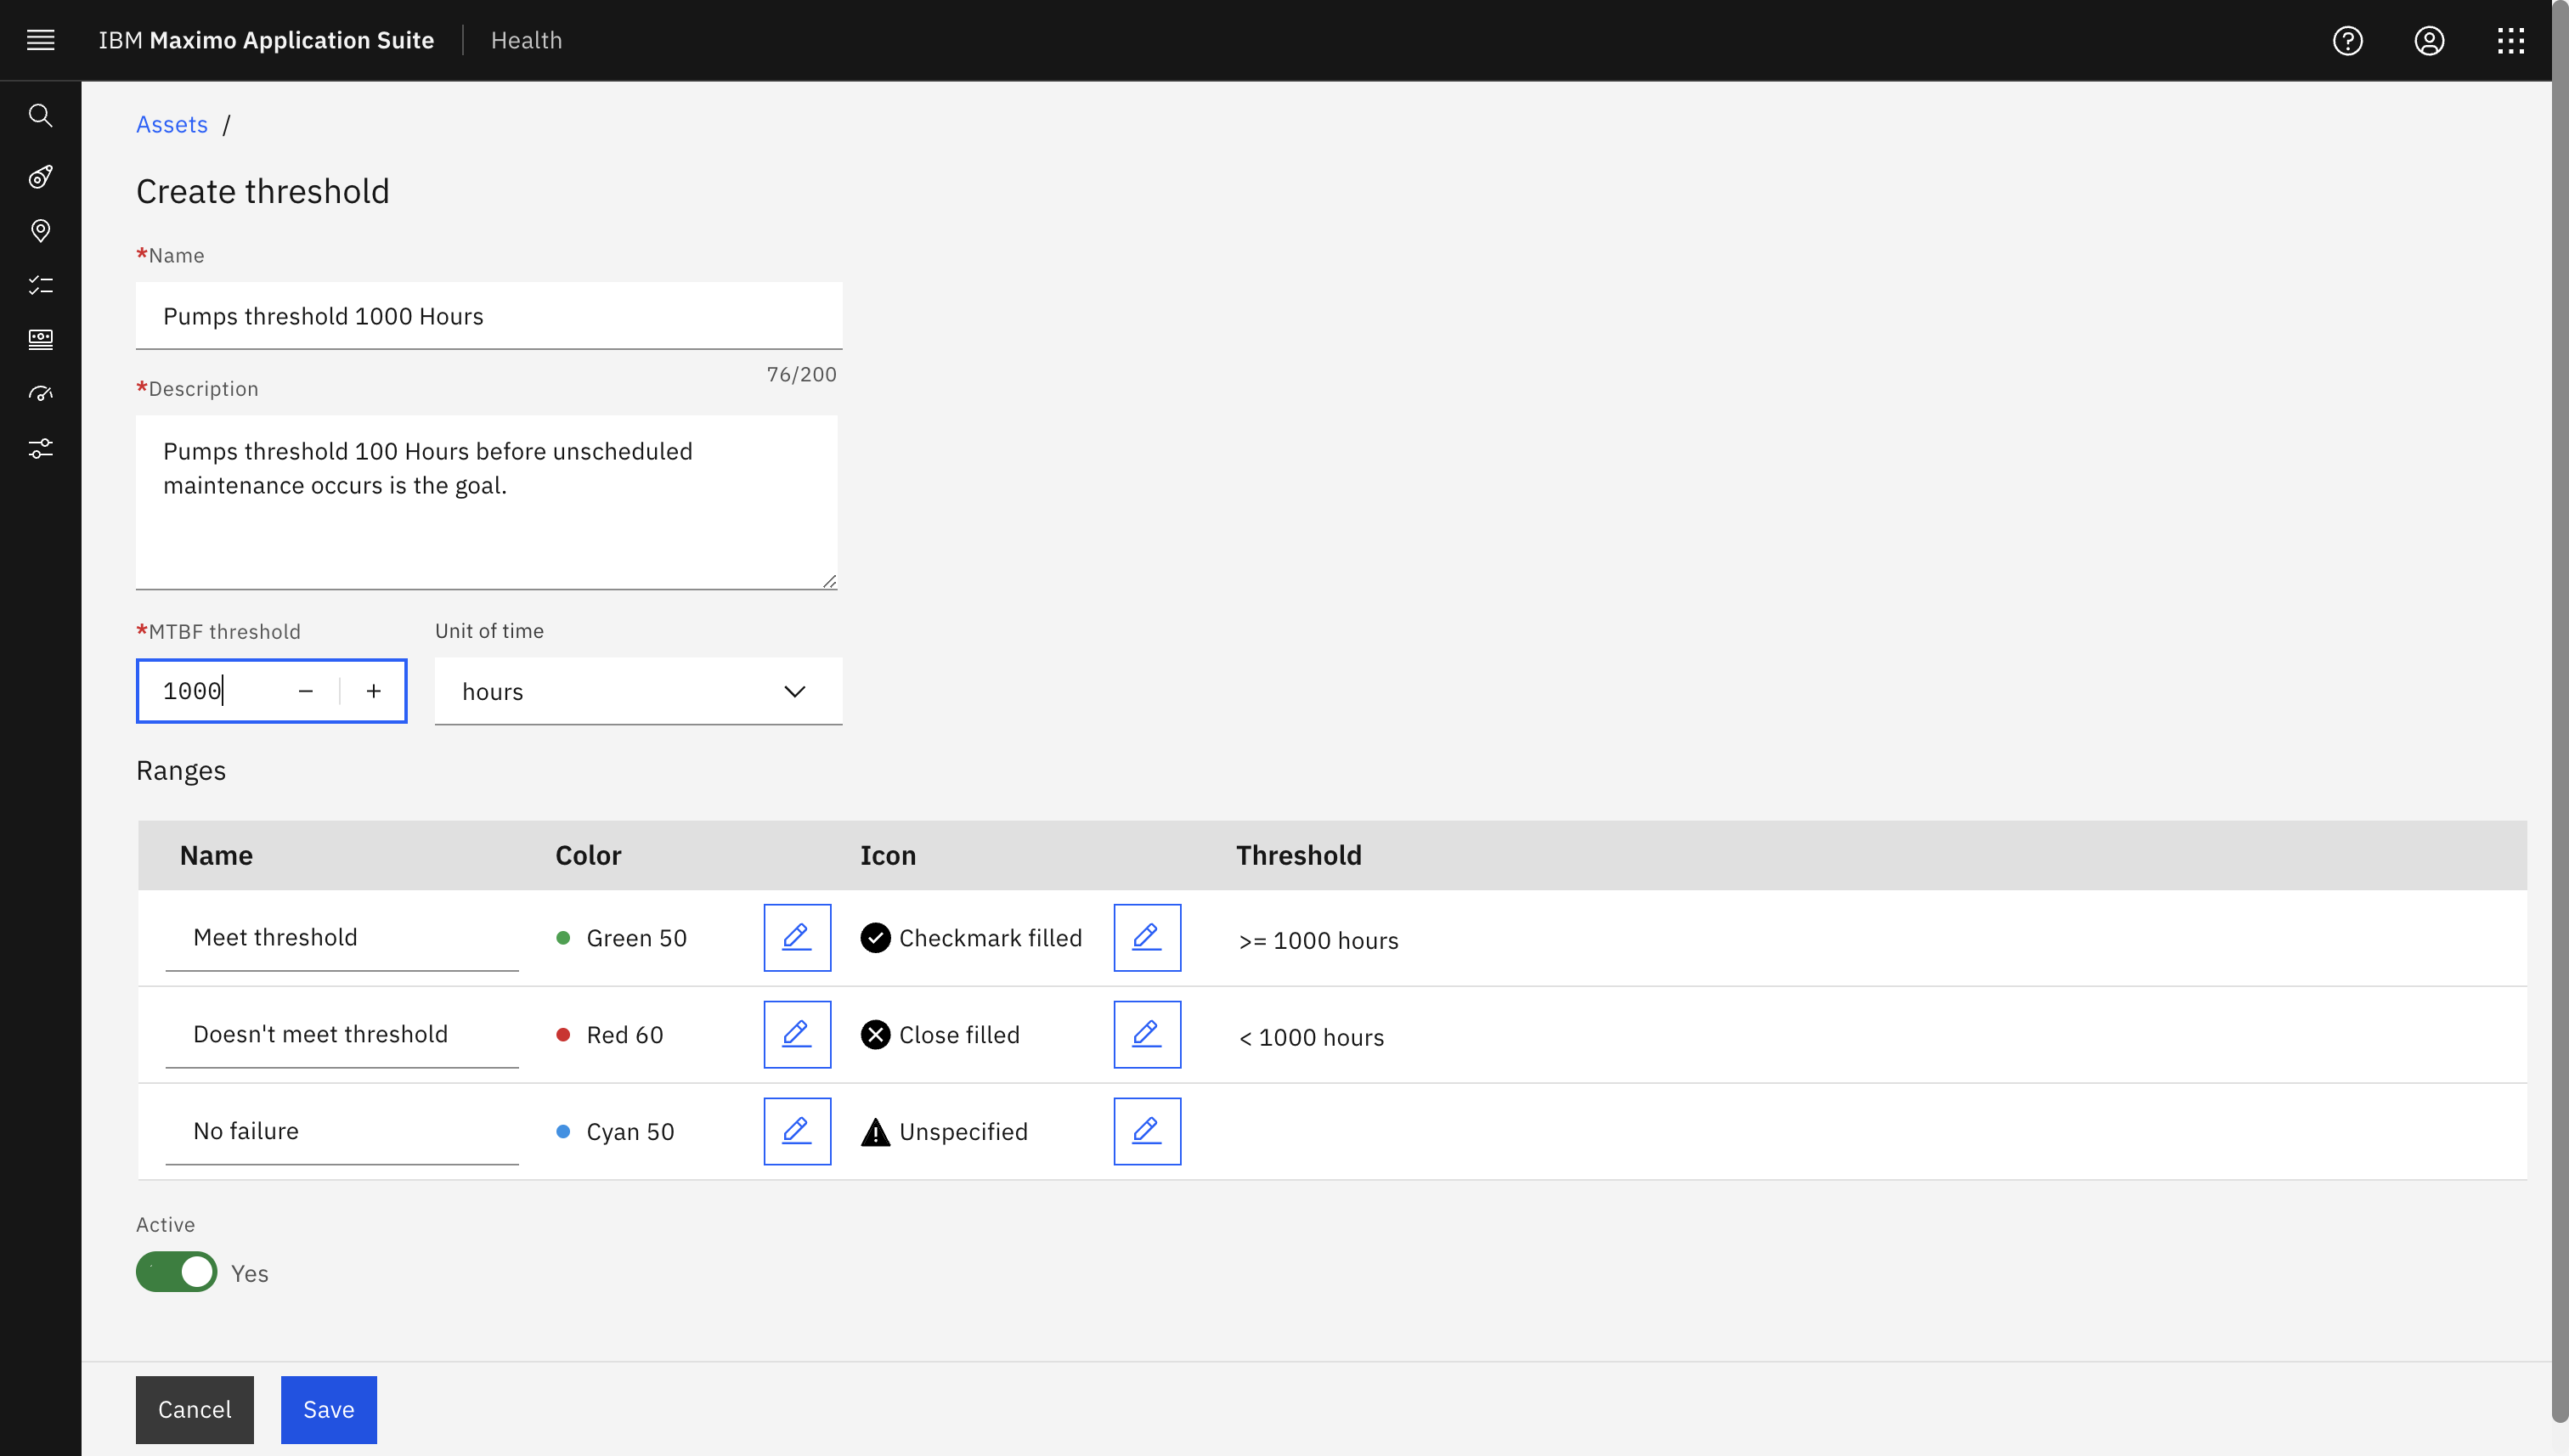 IBM Maximo Application Suite | Health
Assets /
Create threshold
*Name
Pumps threshold 1000 Hours
76/200
*Description
Pumps threshold 100 Hours before unscheduled
maintenance occurs is the goal.
*MTBF threshold Unit of time
1000 − + hours
Ranges
Name Color Icon Threshold
Meet threshold Green 50 Checkmark filled >= 1000 hours
Doesn't meet threshold Red 60 Close filled < 1000 hours
No failure Cyan 50 Unspecified
Active
Yes
Cancel Save